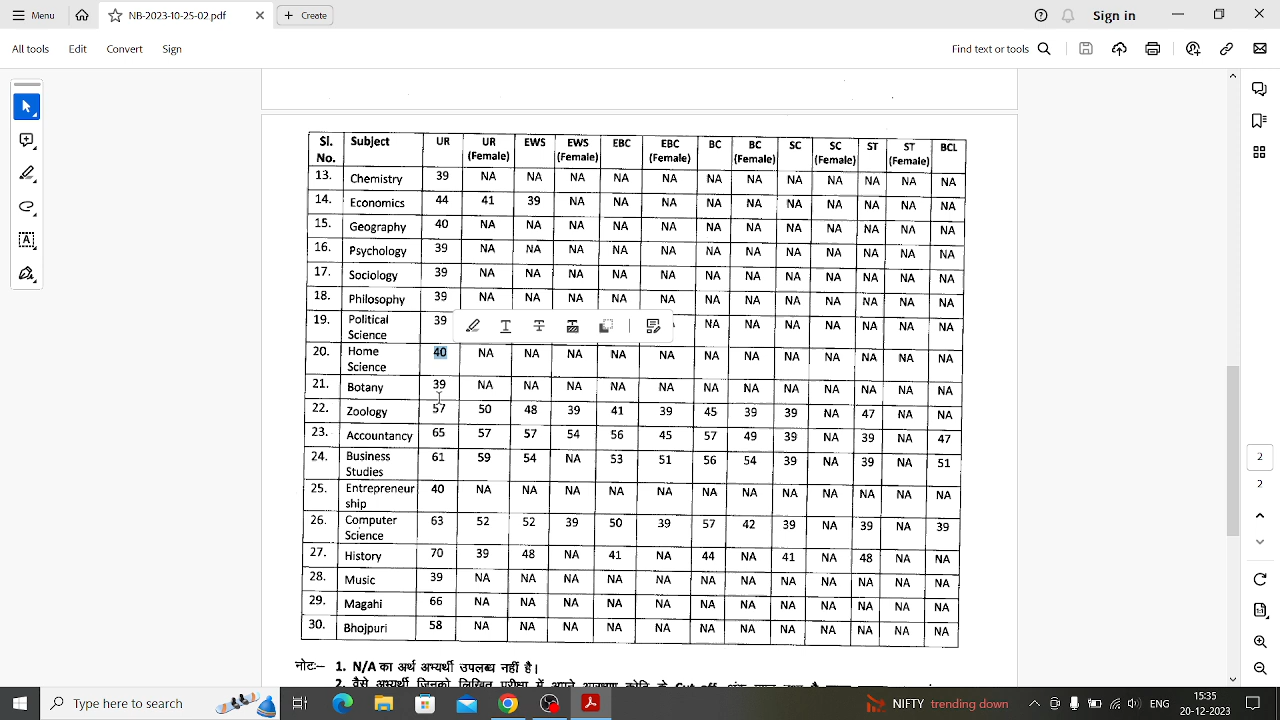 Menu NB-2023-10-25-02.pdf Create Sign in
All tools Edit Convert Sign Find text or tools
Sl. No. Subject UR UR (Female) EWS EWS (Female) EBC EBC (Female) BC BC (Female) SC SC (Female) ST ST (Female) BCL
13. Chemistry 39 NA NA NA NA NA NA NA NA NA NA NA NA
14. Economics 44 41 39 NA NA NA NA NA NA NA NA NA NA
15. Geography 40 NA NA NA NA NA NA NA NA NA NA NA NA
16. Psychology 39 NA NA NA NA NA NA NA NA NA NA NA NA
17. Sociology 39 NA NA NA NA NA NA NA NA NA NA NA NA
18. Philosophy 39 NA NA NA NA NA NA NA NA NA NA NA NA
19. Political Science 39 NA NA NA NA NA NA
20. Home Science 40 NA NA NA NA NA NA NA NA NA NA NA NA
21. Botany 39 NA NA NA NA NA NA NA NA NA NA NA NA
22. Zoology 57 50 48 39 41 39 45 39 39 NA 47 NA NA
23. Accountancy 65 57 57 54 56 45 57 49 39 NA 39 NA 47
24. Business Studies 61 59 54 NA 53 51 56 54 39 NA 39 NA 51
25. Entrepreneur ship 40 NA NA NA NA NA NA NA NA NA NA NA NA
26. Computer Science 63 52 52 39 50 39 57 42 39 NA 39 NA 39
27. History 70 39 48 NA 41 NA 44 NA 41 NA 48 NA NA
28. Music 39 NA NA NA NA NA NA NA NA NA NA NA NA
29. Magahi 66 NA NA NA NA NA NA NA NA NA NA NA NA
30. Bhojpuri 58 NA NA NA NA NA NA NA NA NA NA NA NA
2
2
नोटः— 1. N/A का अर्थ अभ्यर्थी उपलब्ध नहीं है।
2. वैसे अभ्यर्थी जिनको लिखित परीक्षा में अपने आरक्षण कोटि के Cut off
Type here to search NIFTY trending down ENG 15:35
20-12-2023